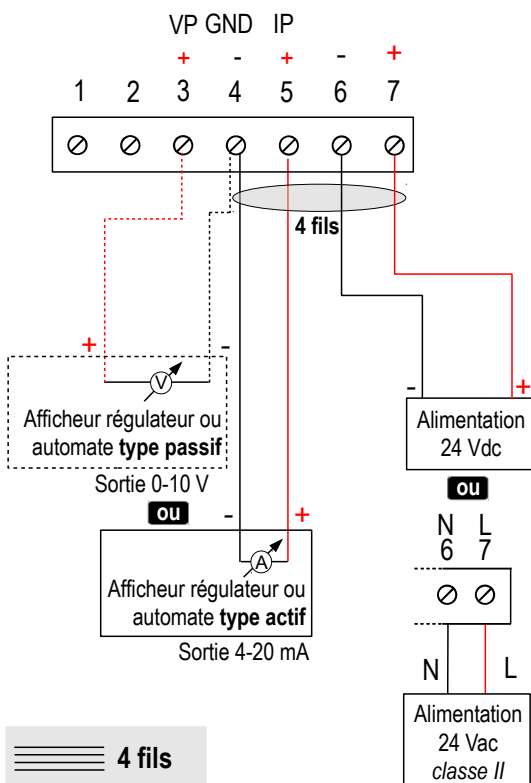 VP GND IP
+ - + - +
1 2 3 4 5 6 7
4 fils
+ -
V
Afficheur régulateur ou
automate type passif
Sortie 0-10 V
ou
- +
A
Afficheur régulateur ou
automate type actif
Sortie 4-20 mA
- +
Alimentation
24 Vdc
ou
N L
6 7
N L
Alimentation
24 Vac
classe II
4 fils